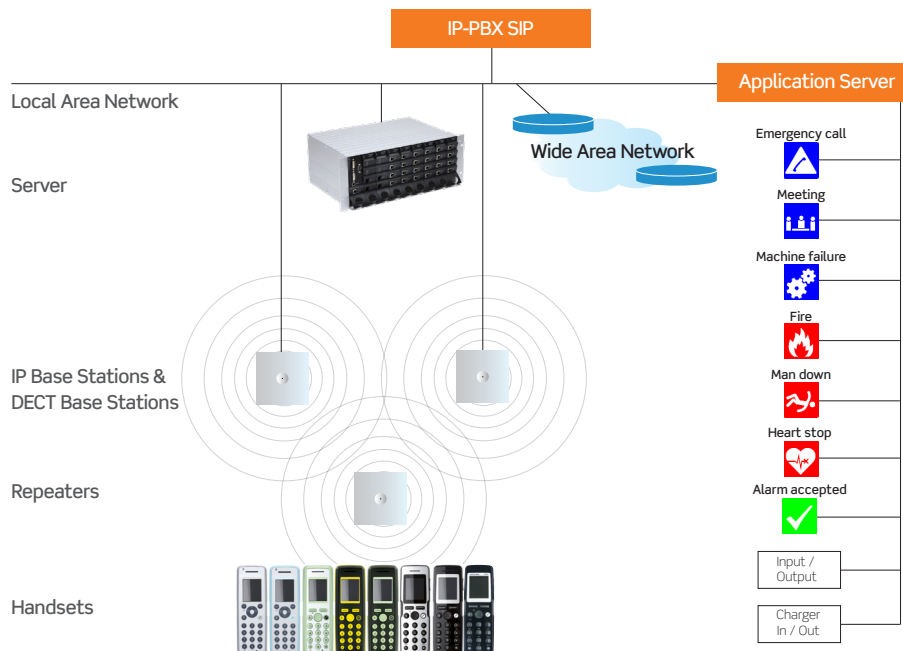 IP-PBX SIP
Application Server
Local Area Network
Server
Wide Area Network
IP Base Stations &
DECT Base Stations
Repeaters
Handsets
Emergency call
Meeting
Machine failure
Fire
Man down
Heart stop
Alarm accepted
Input /
Output
Charger
In / Out